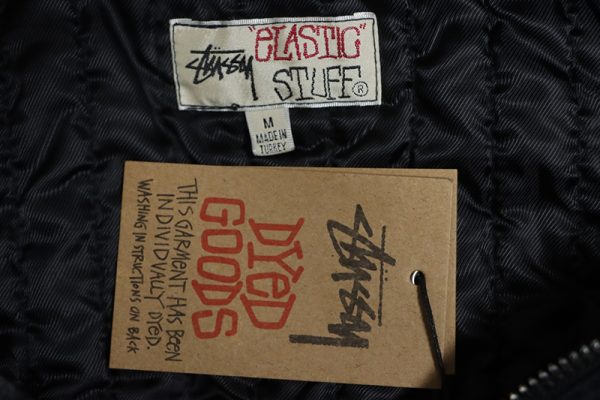 Stüssy "eLASTIC"
STUFF®
M
MADE IN
TURKEY
Stüssy
DYeD
GOODS
THIS GARMENT HAS BEEN
INDIVIDUALLY DYED.
WASHING INSTRUCTIONS ON BACK